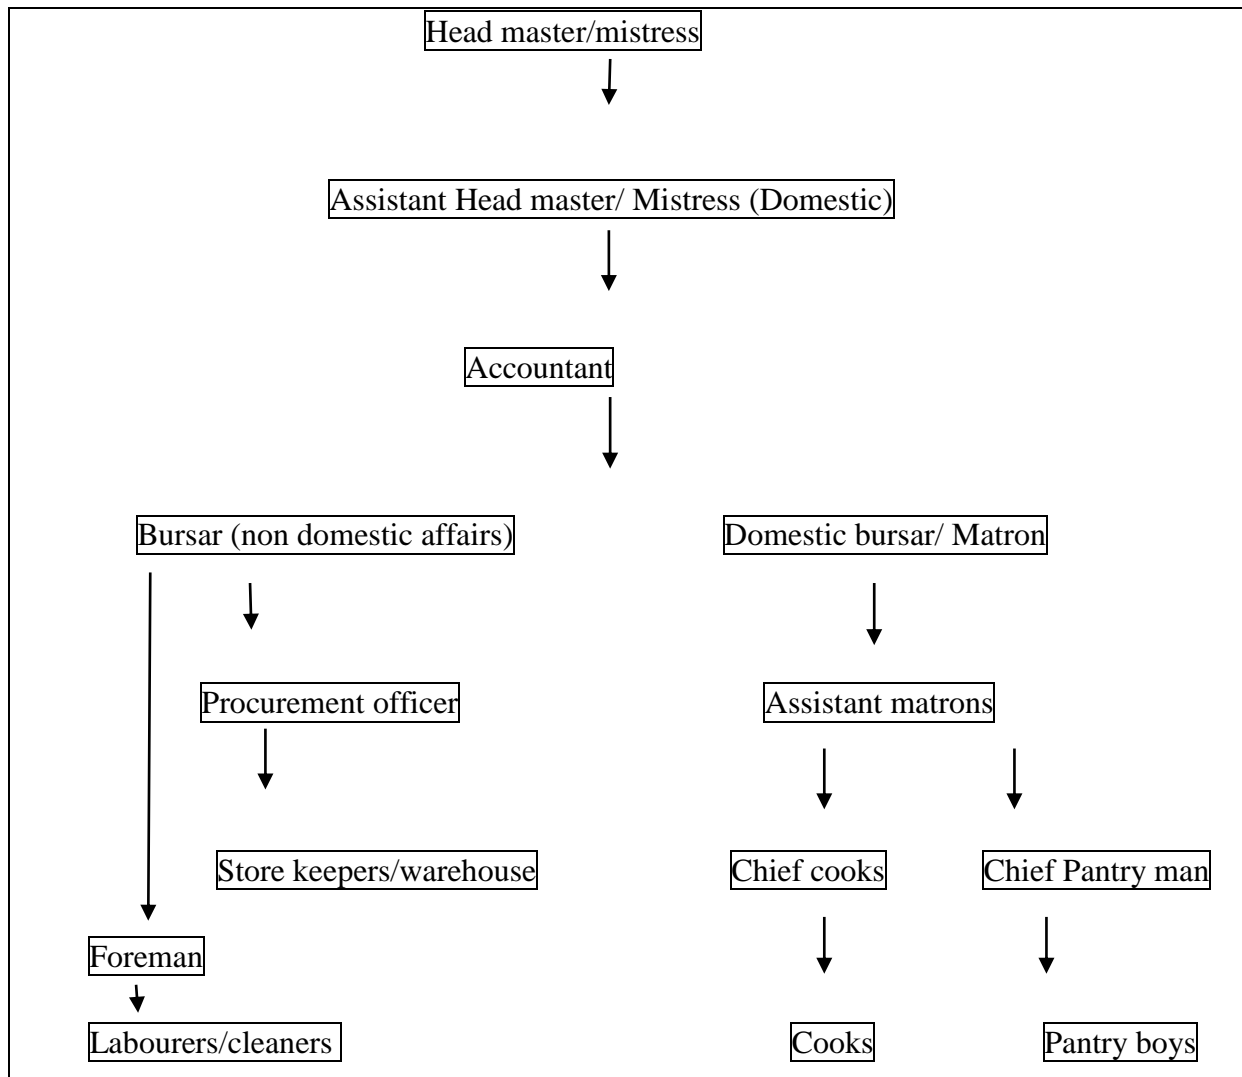 Head master/mistress
Assistant Head master/ Mistress (Domestic)
Accountant
Bursar (non domestic affairs)
Domestic bursar/ Matron
Procurement officer
Assistant matrons
Store keepers/warehouse
Chief cooks
Chief Pantry man
Foreman
Labourers/cleaners
Cooks
Pantry boys